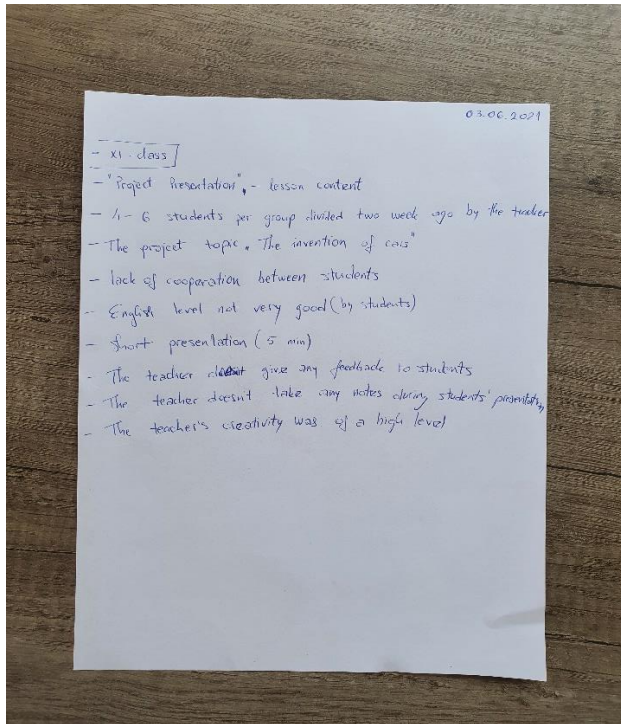 03.06.2021
- XI. class
- "Project Presentation", - lesson content
- 4-6 students per group divided two week ago by the teacher
- The project topic "The invention of cars"
- lack of cooperation between students
- English level not very good (by students)
- Short presentation (5 min)
- The teacher doesnt give any feedback to students
- The teacher doesnt take any notes during students' presentation
- The teacher's creativity was of a high level